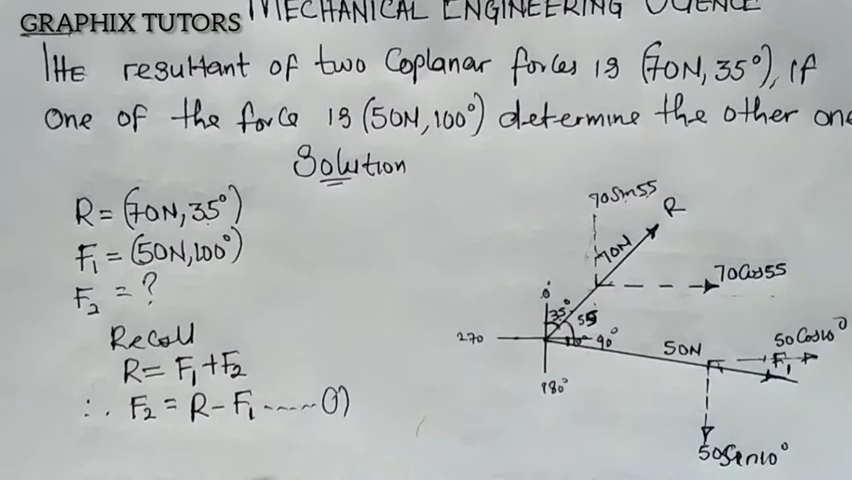 GRAPHIX TUTORS
MECHANICAL ENGINEERING SCIENCE
THE resultant of two Coplanar forces is (70N, 35°), if
One of the force is (50N, 100°) determine the other one
Solution
R = (70N, 35°)
F₁ = (50N, 100°)
F₂ = ?
Recall
R = F₁ + F₂
∴ F₂ = R - F₁ ------ (1)
70Sin55
R
70N
70Cos55
0°
35°
55
270
10°
90°
180°
50N
50Cos10°
F₁
50Sin10°